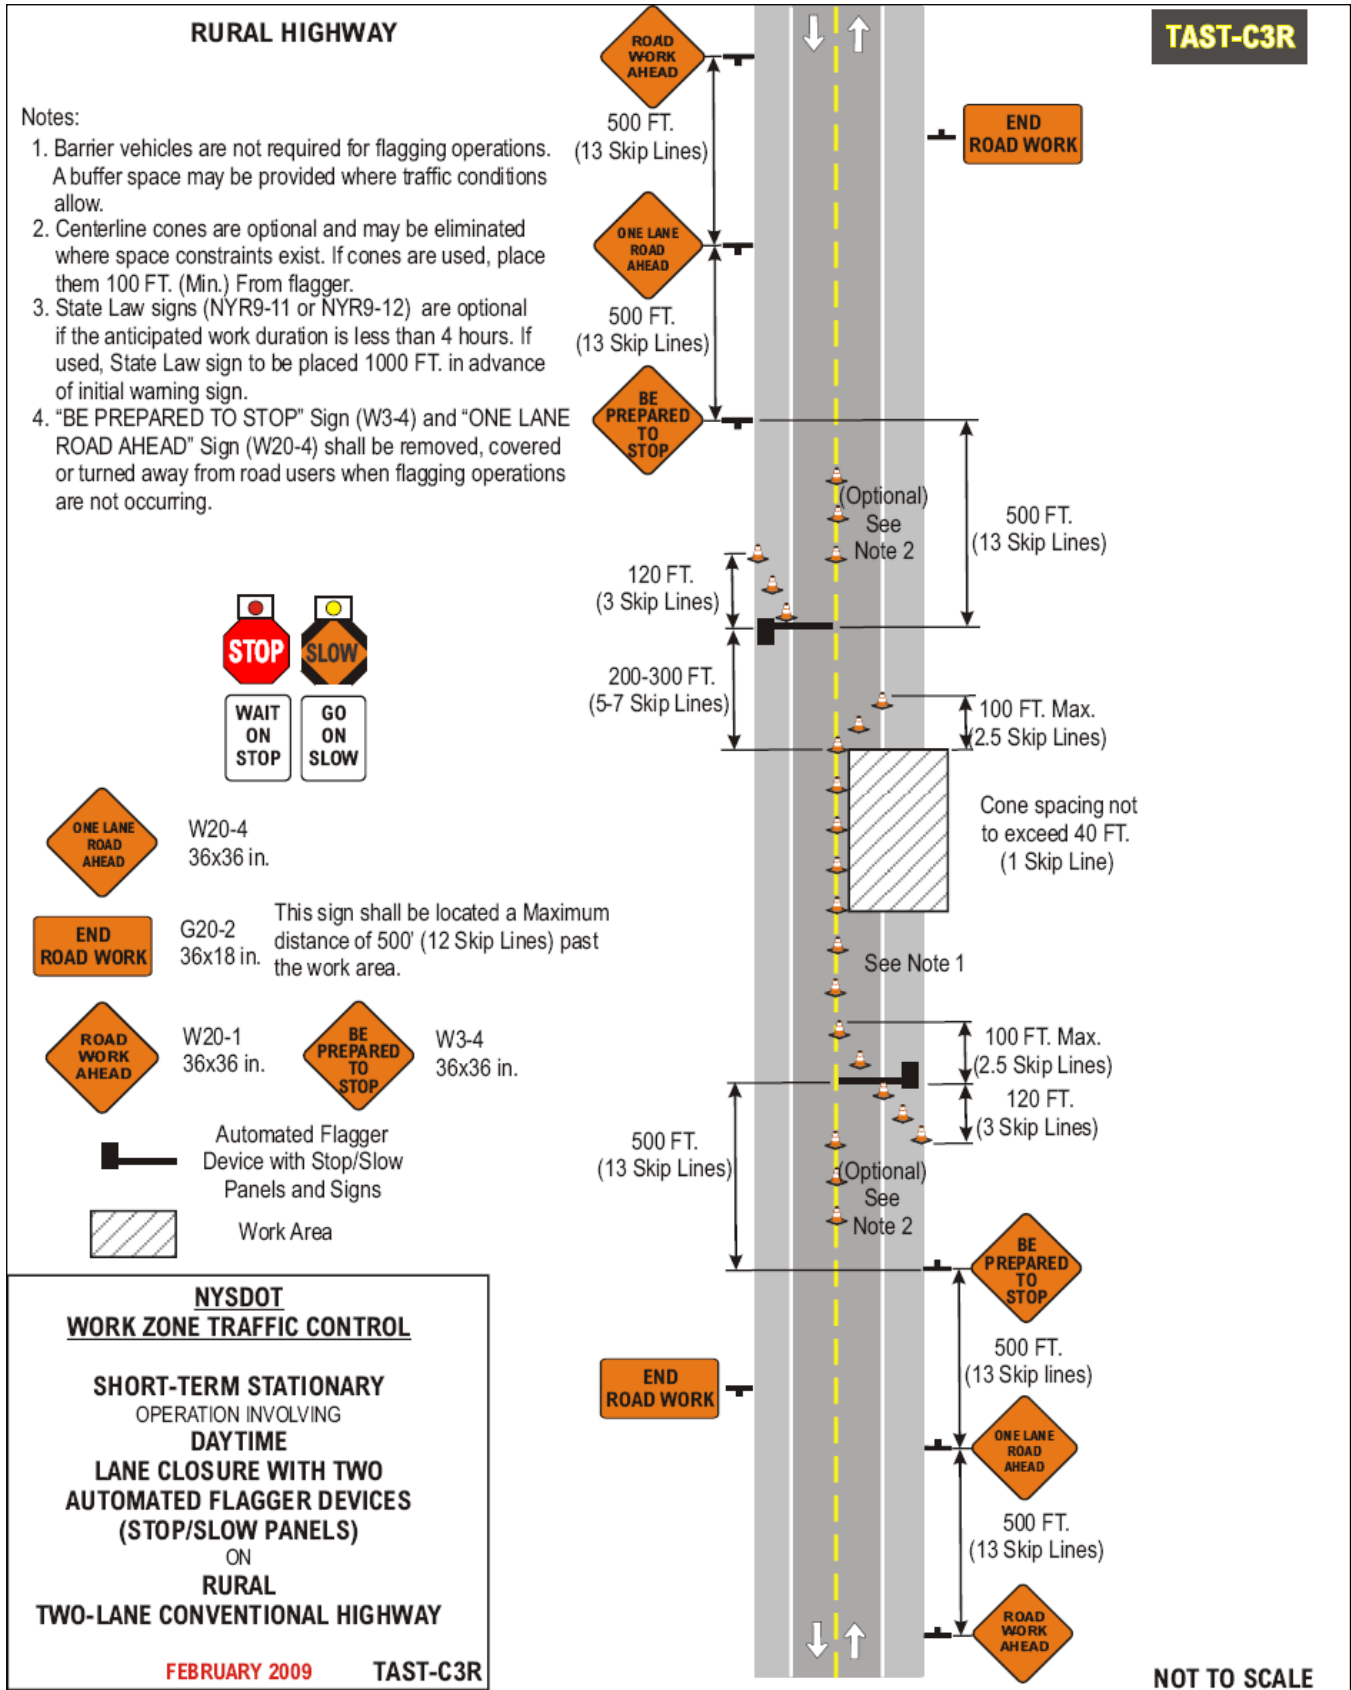 RURAL HIGHWAY
TAST-C3R
Notes:
1. Barrier vehicles are not required for flagging operations.
A buffer space may be provided where traffic conditions
allow.
2. Centerline cones are optional and may be eliminated
where space constraints exist. If cones are used, place
them 100 FT. (Min.) From flagger.
3. State Law signs (NYR9-11 or NYR9-12) are optional
if the anticipated work duration is less than 4 hours. If
used, State Law sign to be placed 1000 FT. in advance
of initial warning sign.
4. “BE PREPARED TO STOP” Sign (W3-4) and “ONE LANE
ROAD AHEAD” Sign (W20-4) shall be removed, covered
or turned away from road users when flagging operations
are not occurring.
ROAD
WORK
AHEAD
500 FT.
(13 Skip Lines)
END
ROAD WORK
ONE LANE
ROAD
AHEAD
500 FT.
(13 Skip Lines)
BE
PREPARED
TO
STOP
(Optional)
See
Note 2
500 FT.
(13 Skip Lines)
120 FT.
(3 Skip Lines)
200-300 FT.
(5-7 Skip Lines)
100 FT. Max.
(2.5 Skip Lines)
Cone spacing not
to exceed 40 FT.
(1 Skip Line)
See Note 1
100 FT. Max.
(2.5 Skip Lines)
120 FT.
(3 Skip Lines)
500 FT.
(13 Skip Lines)
(Optional)
See
Note 2
BE
PREPARED
TO
STOP
500 FT.
(13 Skip lines)
END
ROAD WORK
ONE LANE
ROAD
AHEAD
500 FT.
(13 Skip Lines)
ROAD
WORK
AHEAD
STOP
SLOW
WAIT
ON
STOP
GO
ON
SLOW
ONE LANE
ROAD
AHEAD
W20-4
36x36 in.
END
ROAD WORK
G20-2
36x18 in.
This sign shall be located a Maximum
distance of 500' (12 Skip Lines) past
the work area.
ROAD
WORK
AHEAD
W20-1
36x36 in.
BE
PREPARED
TO
STOP
W3-4
36x36 in.
Automated Flagger
Device with Stop/Slow
Panels and Signs
Work Area
NYSDOT
WORK ZONE TRAFFIC CONTROL
SHORT-TERM STATIONARY
OPERATION INVOLVING
DAYTIME
LANE CLOSURE WITH TWO
AUTOMATED FLAGGER DEVICES
(STOP/SLOW PANELS)
ON
RURAL
TWO-LANE CONVENTIONAL HIGHWAY
FEBRUARY 2009
TAST-C3R
NOT TO SCALE